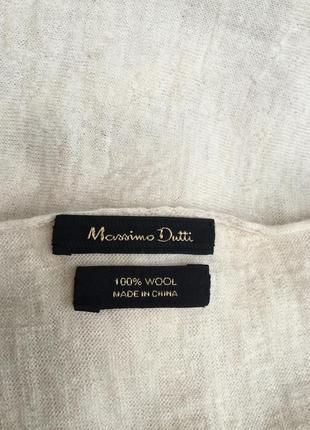 Massimo Dutti
100% WOOL
MADE IN CHINA